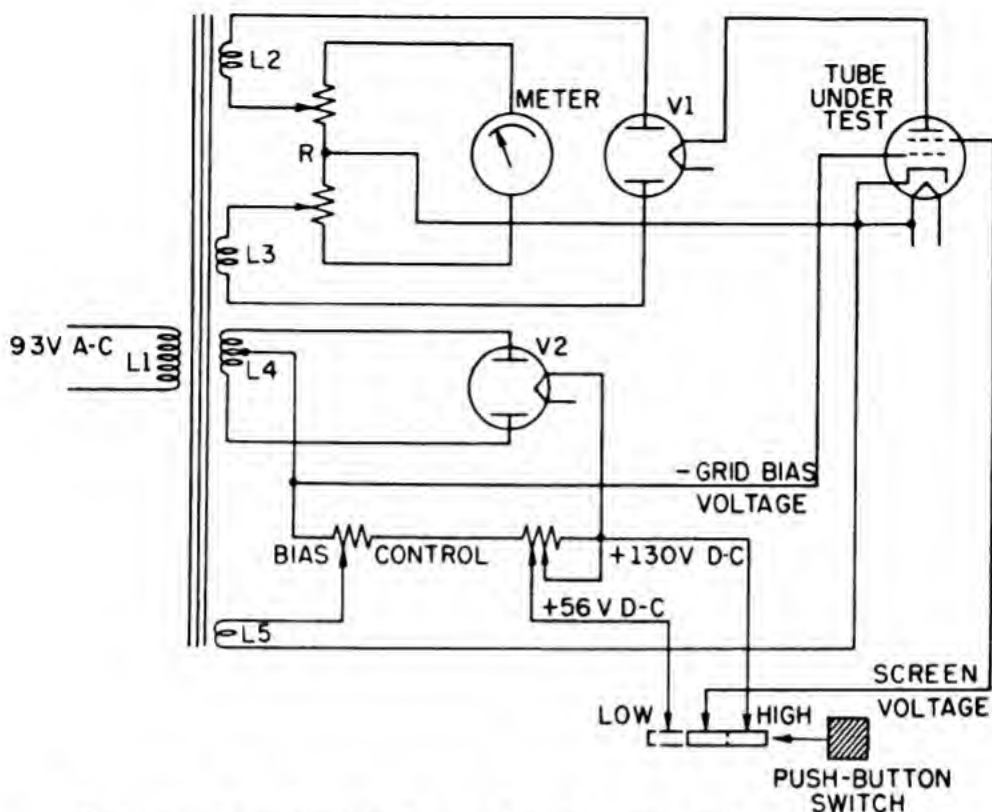 L2
METER
V1
TUBE
UNDER
TEST
R
L3
93V A-C
L1
L4
V2
-GRID BIAS
VOLTAGE
BIAS
CONTROL
+130V D-C
+56V D-C
L5
SCREEN
VOLTAGE
LOW
HIGH
PUSH-BUTTON
SWITCH